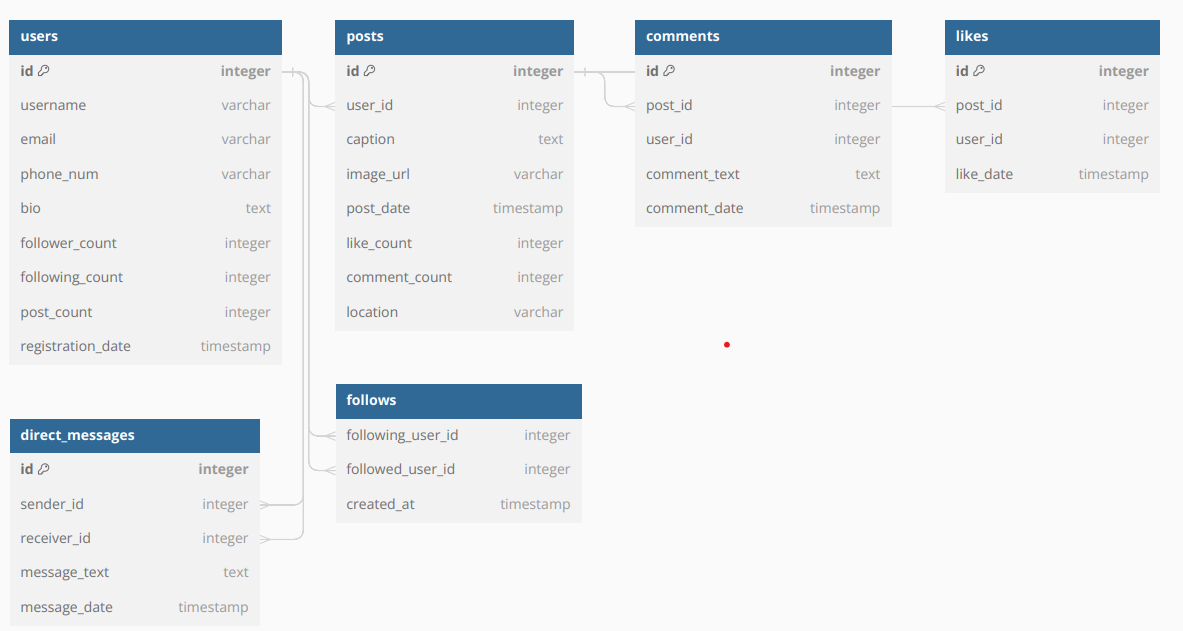 users
id integer
username varchar
email varchar
phone_num varchar
bio text
follower_count integer
following_count integer
post_count integer
registration_date timestamp
posts
id integer
user_id integer
caption text
image_url varchar
post_date timestamp
like_count integer
comment_count integer
location varchar
comments
id integer
post_id integer
user_id integer
comment_text text
comment_date timestamp
likes
id integer
post_id integer
user_id integer
like_date timestamp
direct_messages
id integer
sender_id integer
receiver_id integer
message_text text
message_date timestamp
follows
following_user_id integer
followed_user_id integer
created_at timestamp